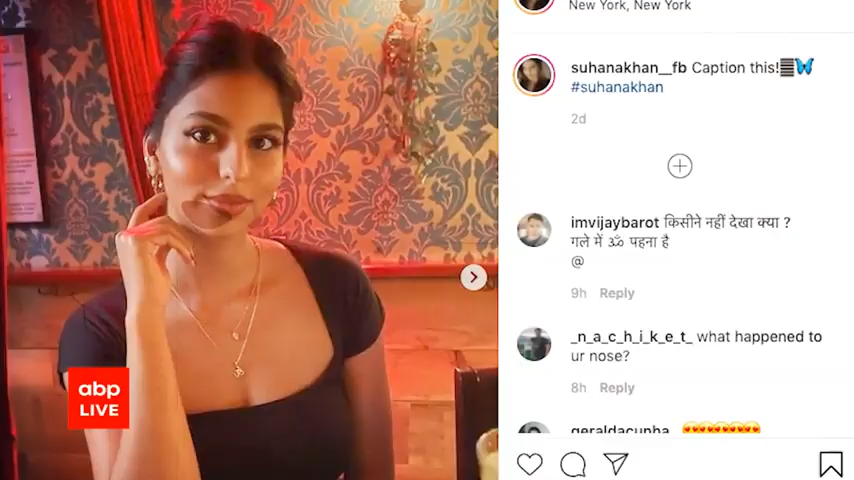 New York, New York
suhanakhan__fb Caption this!
#suhanakhan
2d
imvijaybarot किसीने नहीं देखा क्या ?
गले में ॐ पहना है
@
9h Reply
_n_a_c_h_i_k_e_t_ what happened to
ur nose?
8h Reply
geraldacunha
abp
LIVE